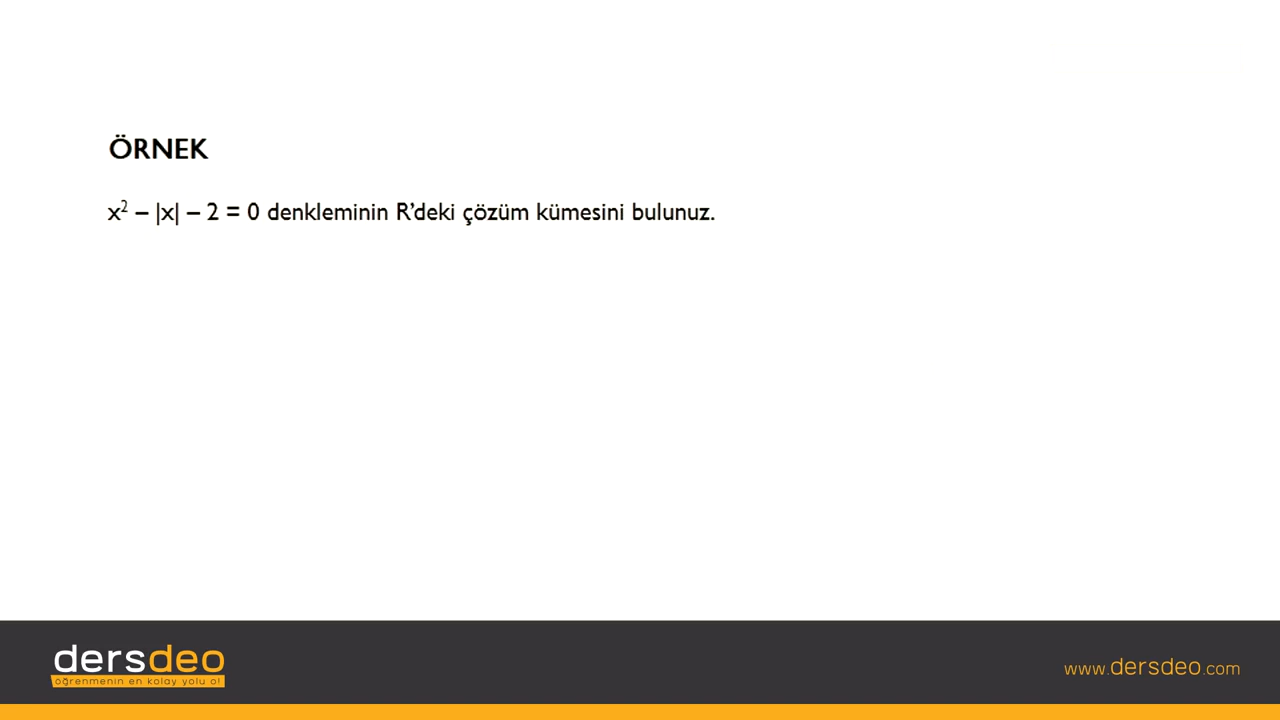 ÖRNEK
x² – |x| – 2 = 0 denkleminin R’deki çözüm kümesini bulunuz.
dersdeo
öğrenmenin en kolay yolu o!
www.dersdeo.com